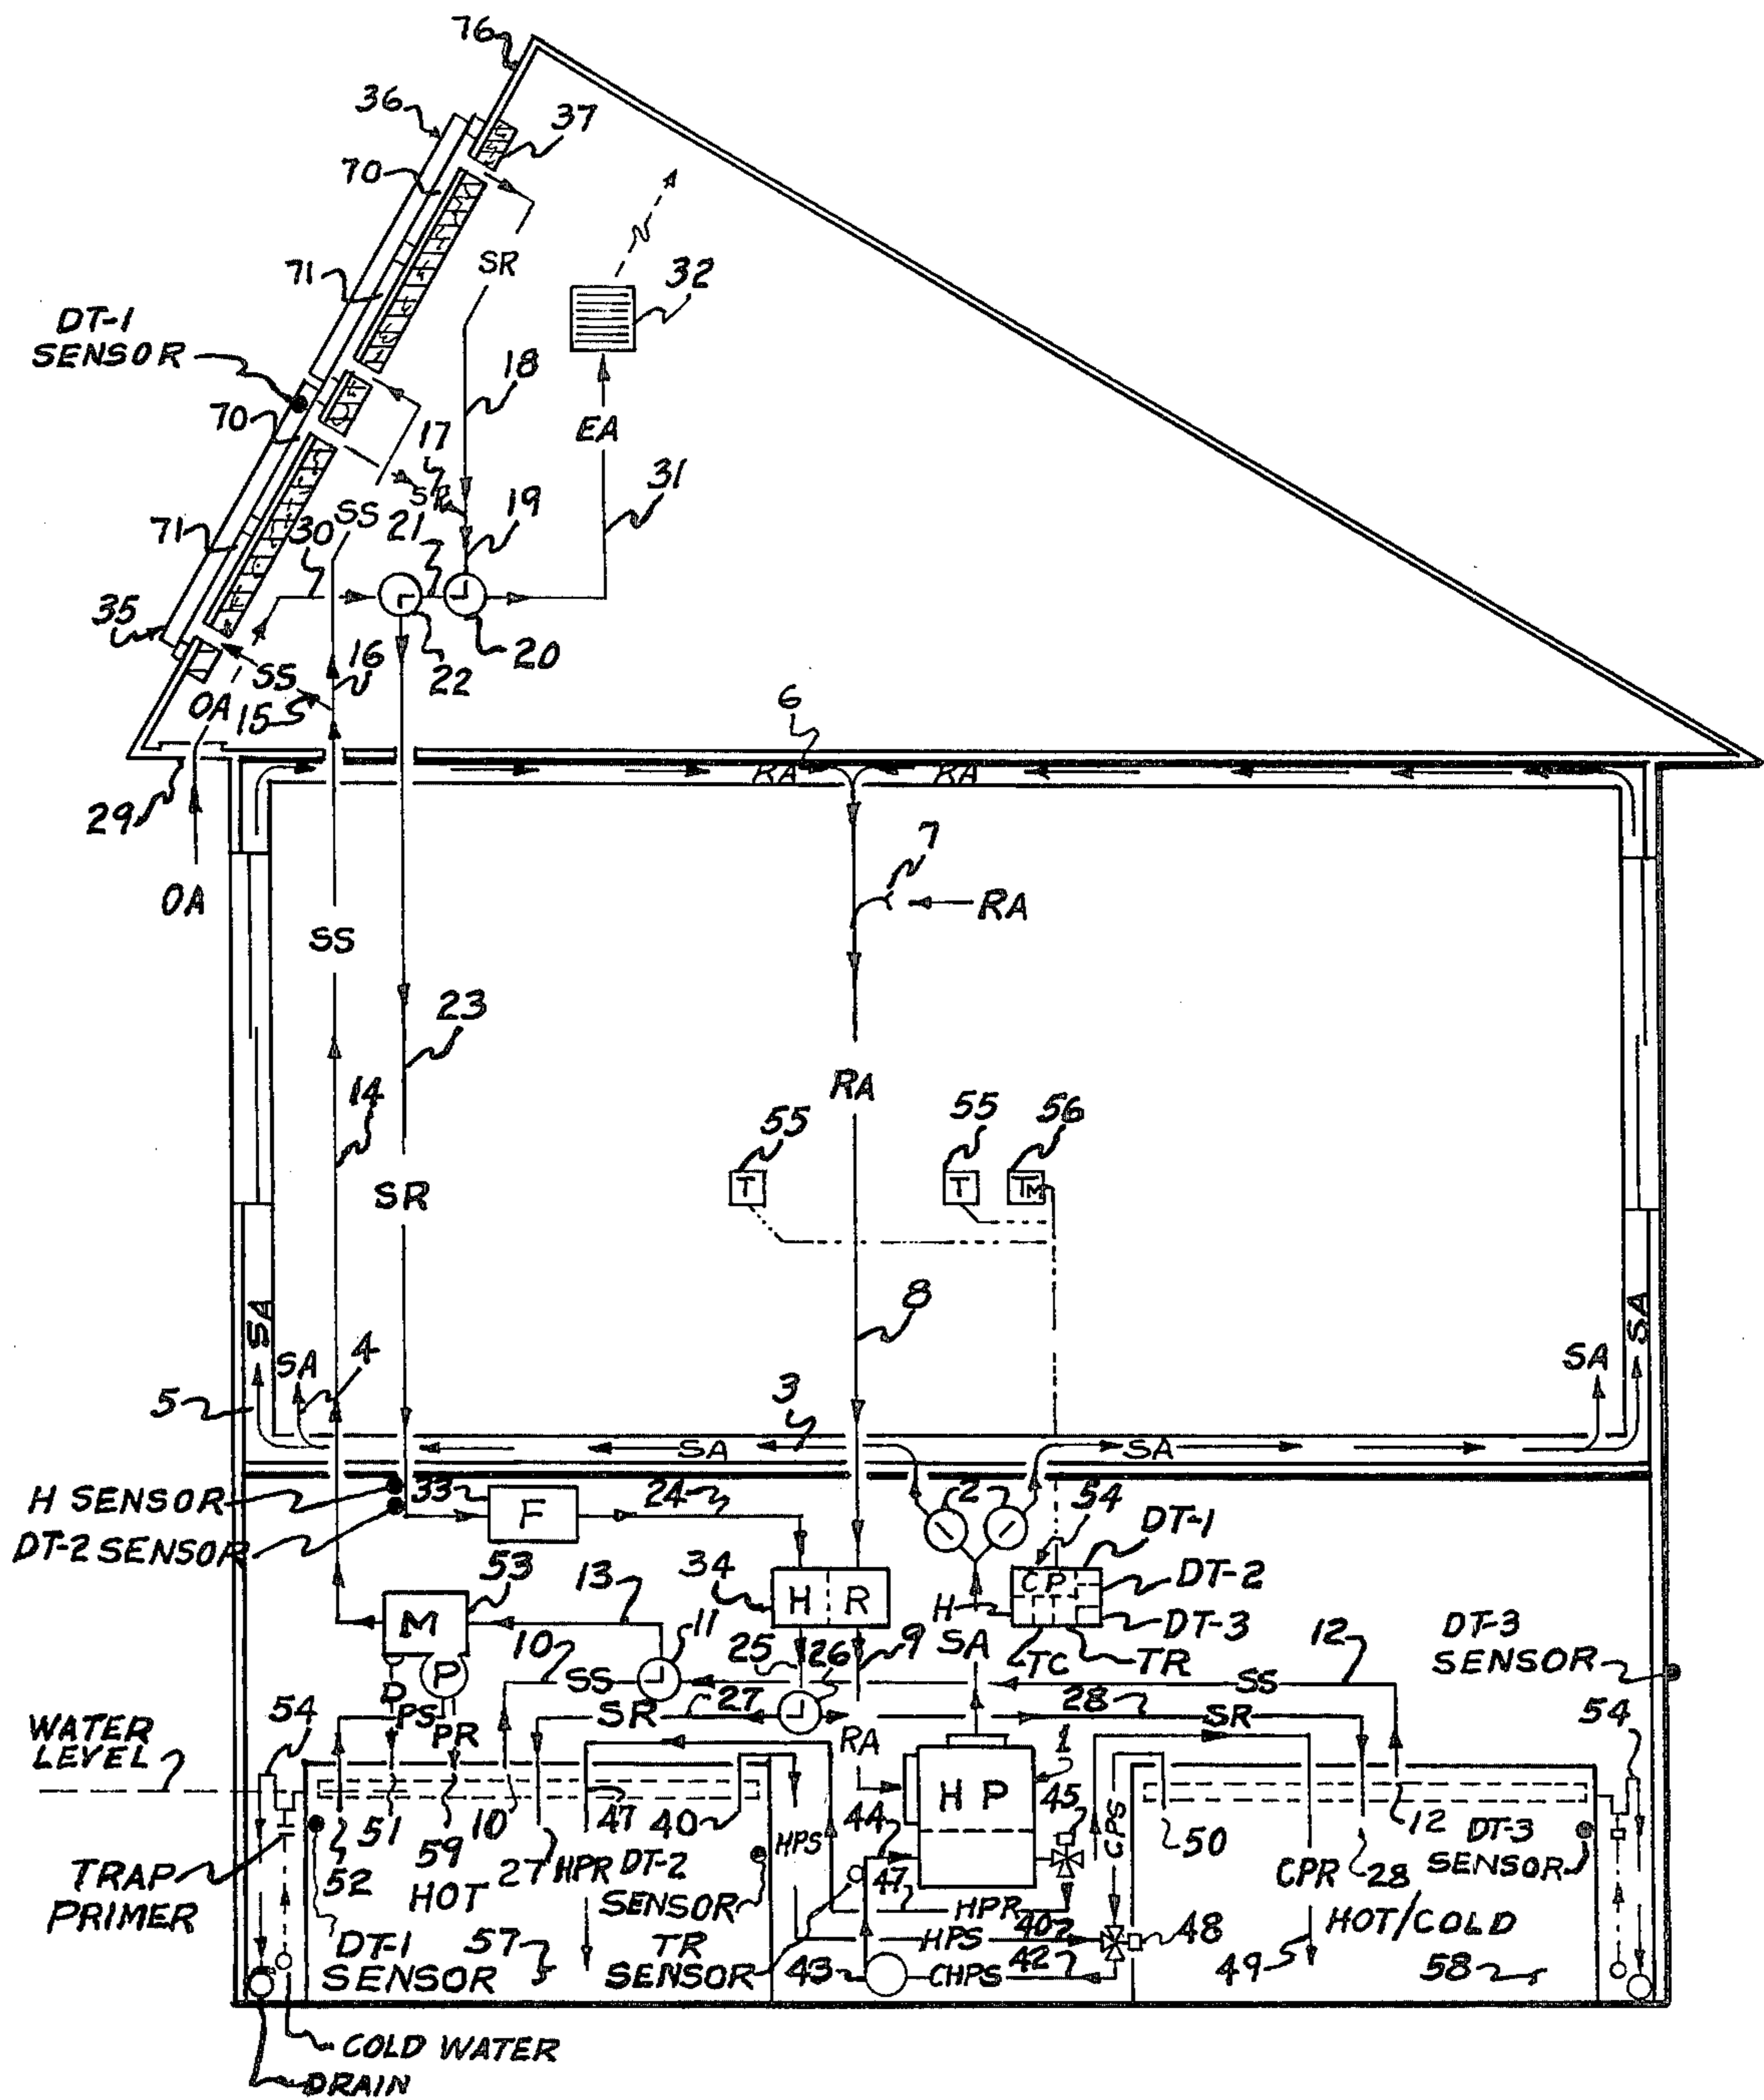 76
36
37
70
SR
71
32
DT-1
SENSOR
18
70
EA
17
SR
19
31
SS
71
30
21
35
16
20
SS
22
OA
15
6
RA
RA
29
7
OA
RA
SS
23
RA
14
55
55
56
T
T
TM
SR
8
SA
SA
4
SA
SA
3
5
SA
SA
H SENSOR
33
24
2
54
F
DT-1
DT-2 SENSOR
53
34
CP
DT-2
13
H
R
H
M
11
DT-3
DT-3
SENSOR
10
25
26
9
SA
TC
TR
12
P
SS
SS
D
54
PS
SR
27
28
SR
54
WATER
LEVEL
PR
RA
1
HP
45
CPS
51
10
47
40
HPS
44
50
12
DT-3
SENSOR
59
TRAP
PRIMER
52
HOT
27
HPR
DT-2
SENSOR
47
CPR
28
HPR
HOT/COLD
40
HPS
48
DT-1
SENSOR
57
TR
SENSOR
43
CHPS
42
49
58
COLD WATER
DRAIN